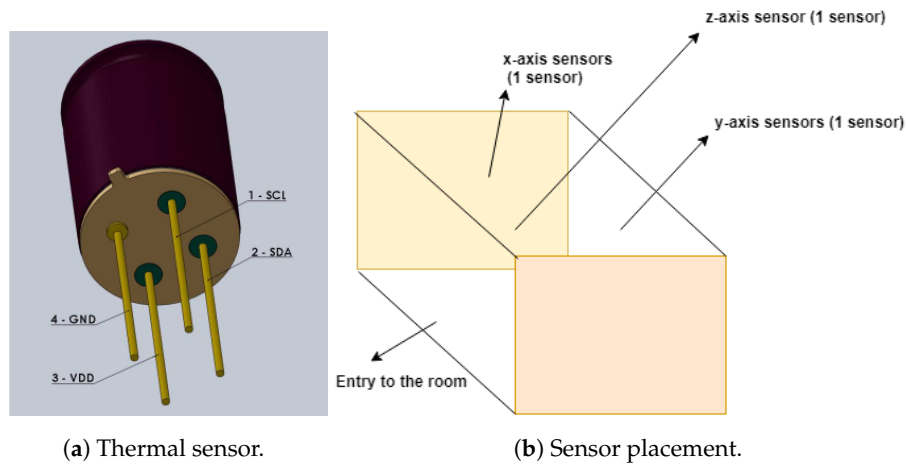 1 - SCL
2 - SDA
4 - GND
3 - VDD
(a) Thermal sensor.
z-axis sensor (1 sensor)
x-axis sensors
(1 sensor)
y-axis sensors (1 sensor)
Entry to the room
(b) Sensor placement.